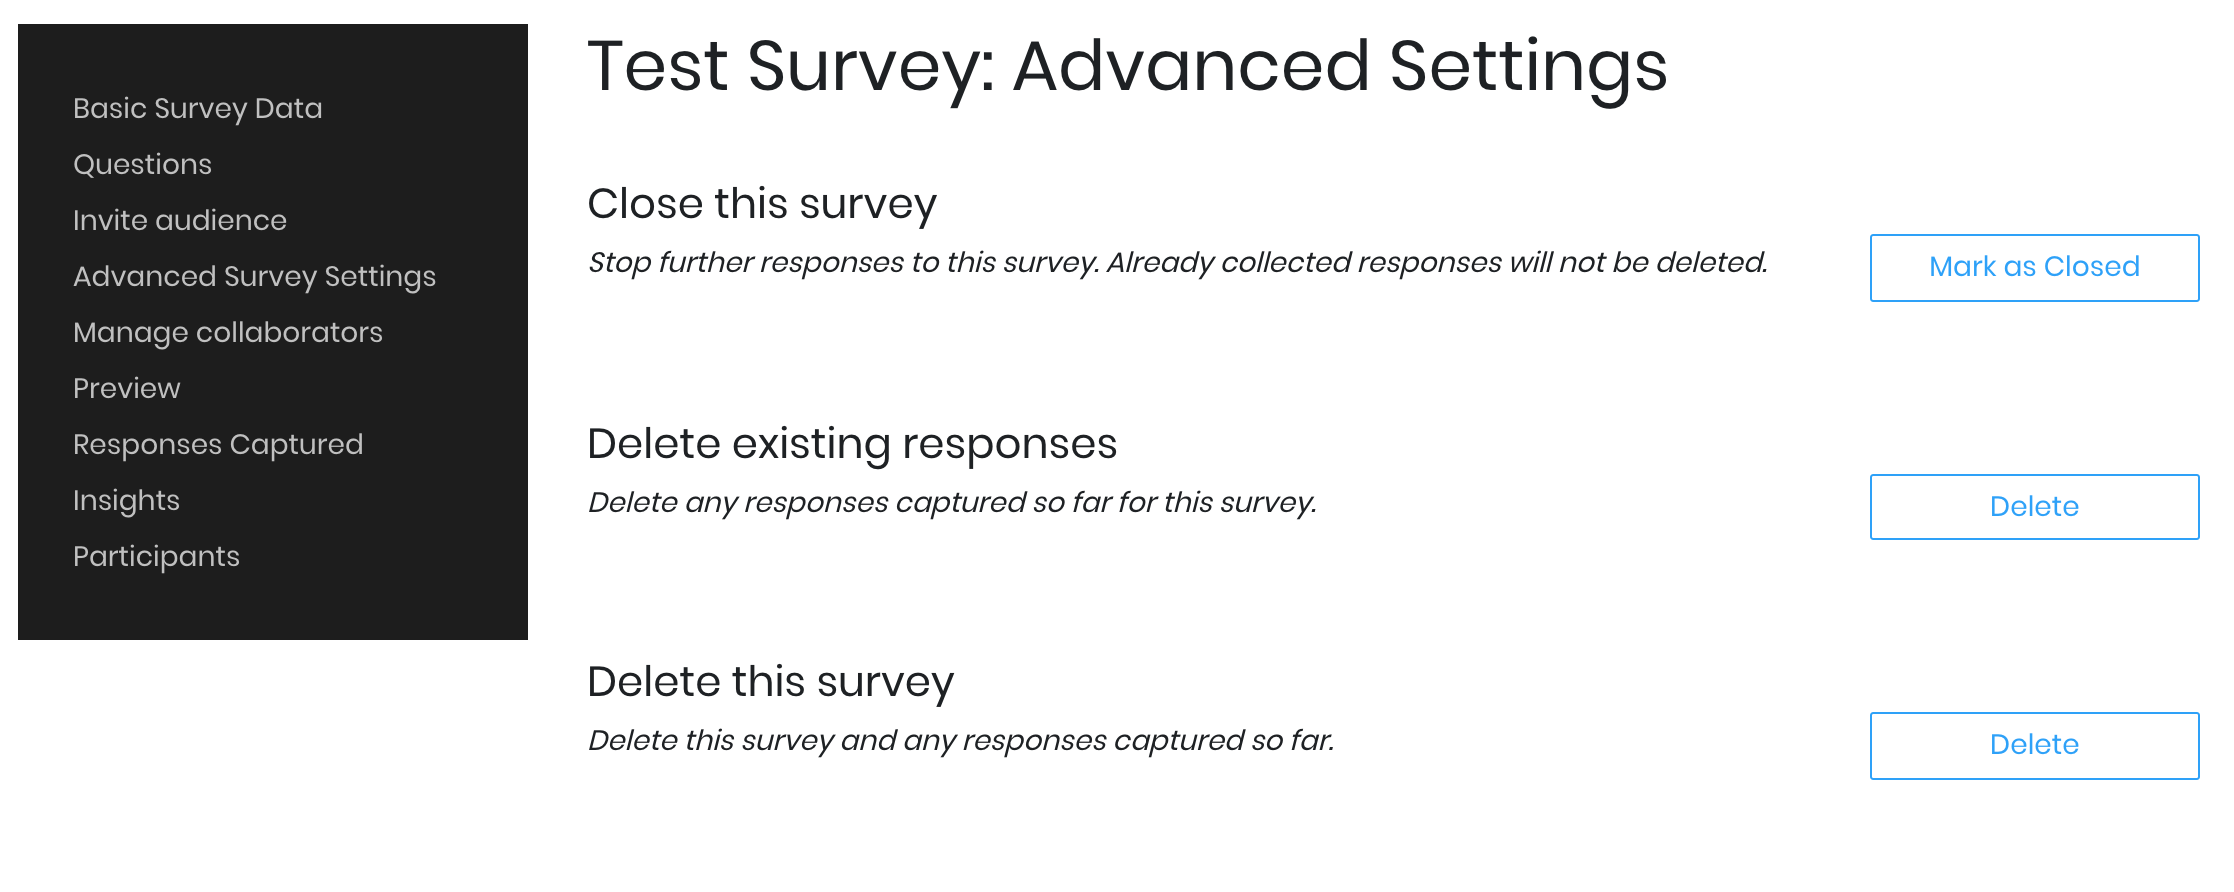 Basic Survey Data
Questions
Invite audience
Advanced Survey Settings
Manage collaborators
Preview
Responses Captured
Insights
Participants
Test Survey: Advanced Settings
Close this survey
Stop further responses to this survey. Already collected responses will not be deleted.
Mark as Closed
Delete existing responses
Delete any responses captured so far for this survey.
Delete
Delete this survey
Delete this survey and any responses captured so far.
Delete